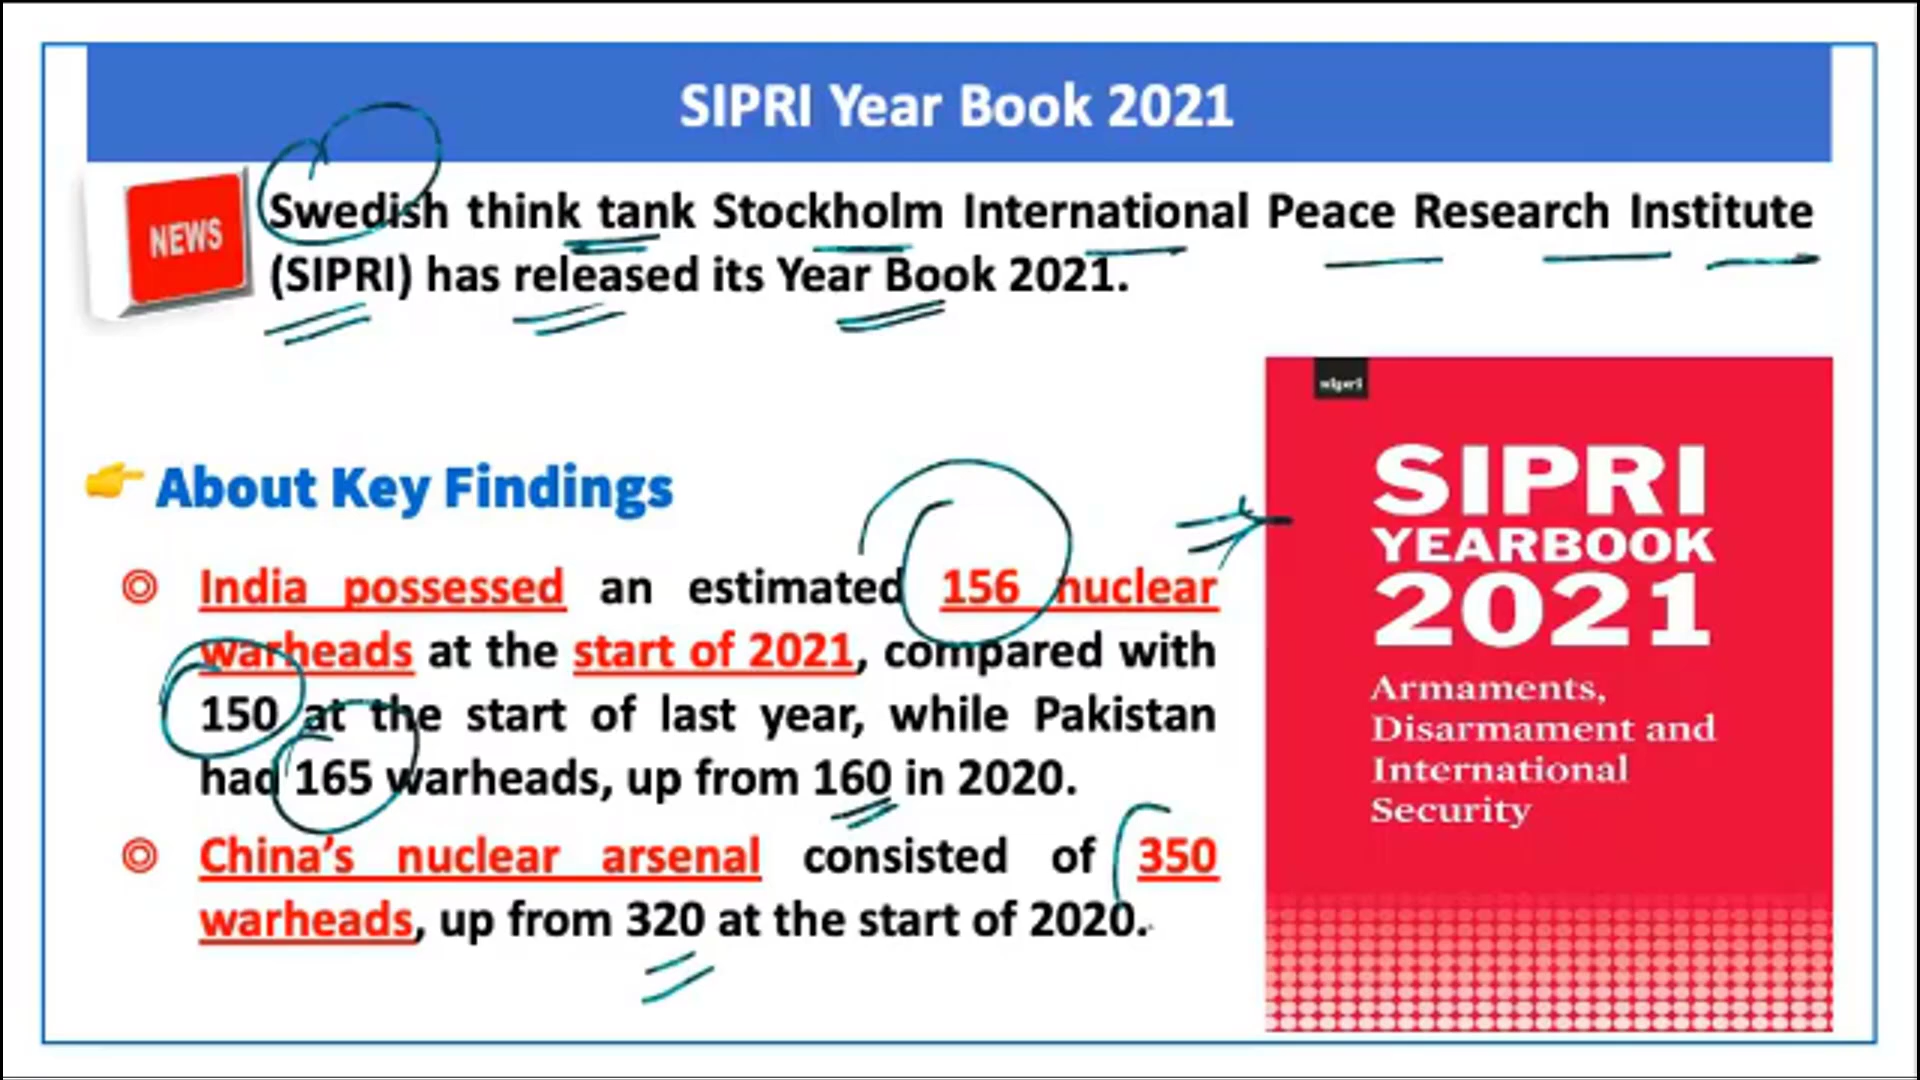 SIPRI Year Book 2021
NEWS
Swedish think tank Stockholm International Peace Research Institute
(SIPRI) has released its Year Book 2021.
About Key Findings
India possessed an estimated 156 nuclear
warheads at the start of 2021, compared with
150 at the start of last year, while Pakistan
had 165 warheads, up from 160 in 2020.
China’s nuclear arsenal consisted of 350
warheads, up from 320 at the start of 2020.
sipri
SIPRI
YEARBOOK
2021
Armaments,
Disarmament and
International
Security